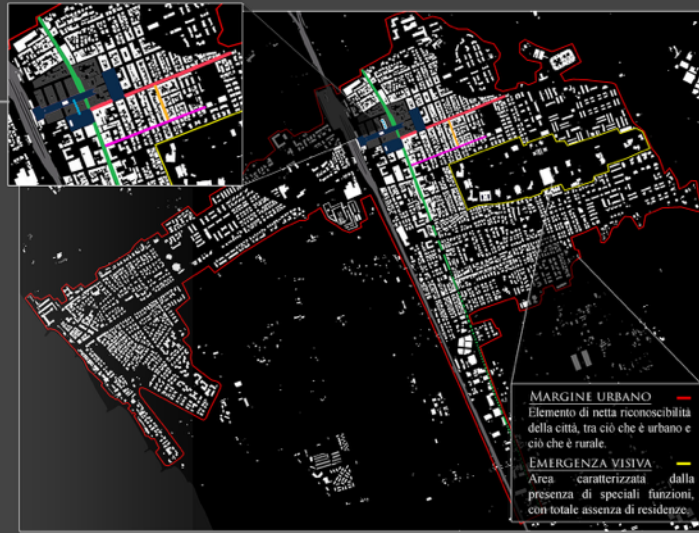 MARGINE URBANO
Elemento di netta riconoscibilità
della città, tra ciò che è urbano e
ciò che è rurale.
EMERGENZA VISIVA
Area caratterizzata dalla
presenza di speciali funzioni,
con totale assenza di residenze.